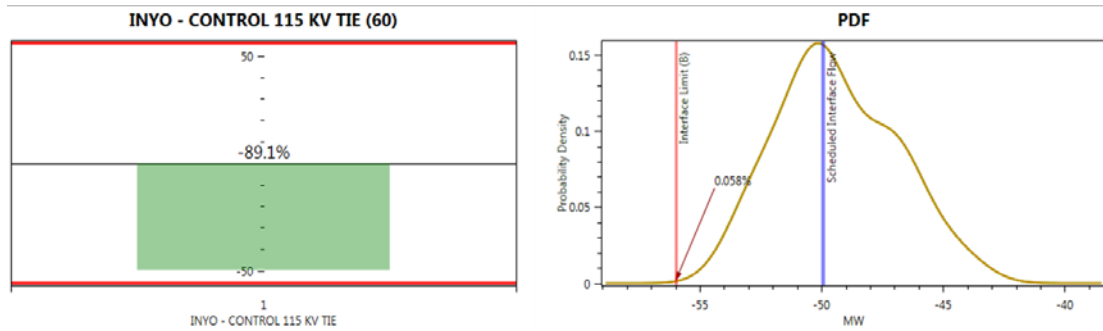 INYO - CONTROL 115 KV TIE (60)
50
-89.1%
-50
1
INYO - CONTROL 115 KV TIE
PDF
0.15
0.1
0.05
0
Probability Density
Interface Limit (B)
Scheduled Interface Flow
0.058%
-55
-50
-45
-40
MW